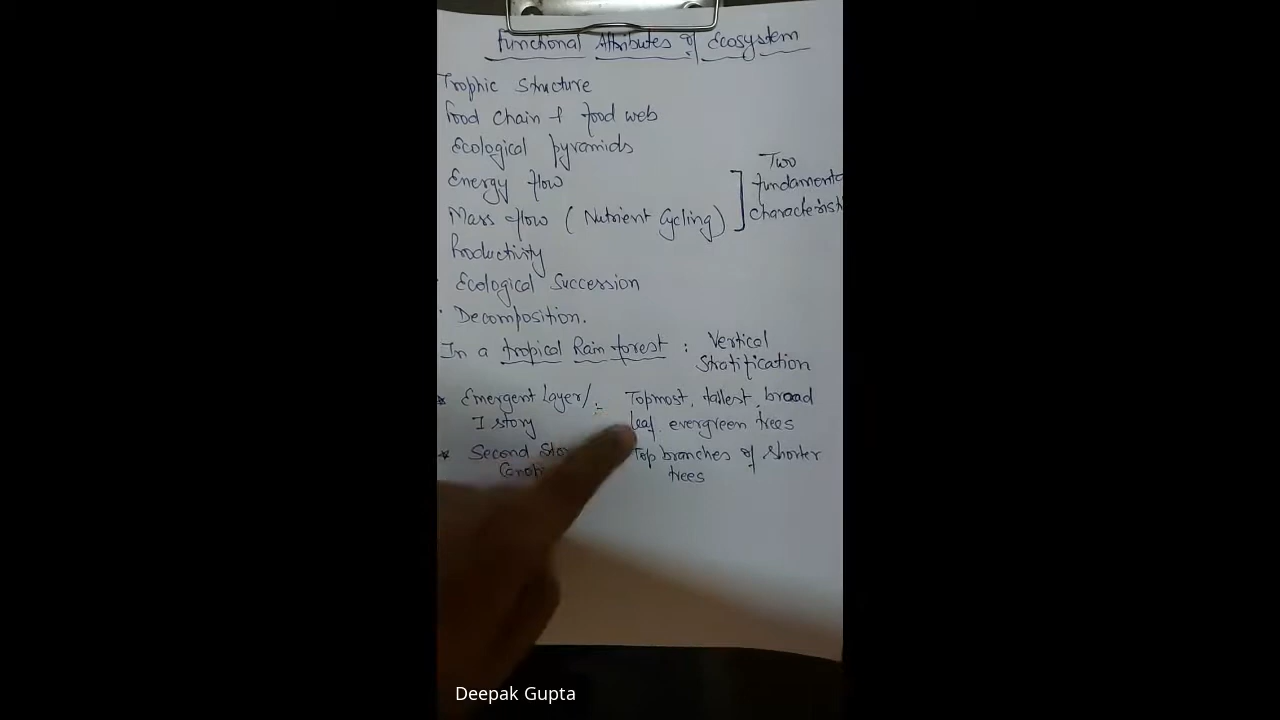 Functional Attributes of Ecosystem
Trophic Structure
Food chain + food web
Ecological pyramids
Energy flow
Mass flow (Nutrient Cycling)
Two
fundamental
characteristi
Productivity
· Ecological Succession
· Decomposition.
In a tropical Rain forest : Vertical
Stratification
* Emergent Layer/ :- Topmost, tallest, broad
I story leaf evergreen trees
* Second Sto Top branches of shorter
trees
Deepak Gupta